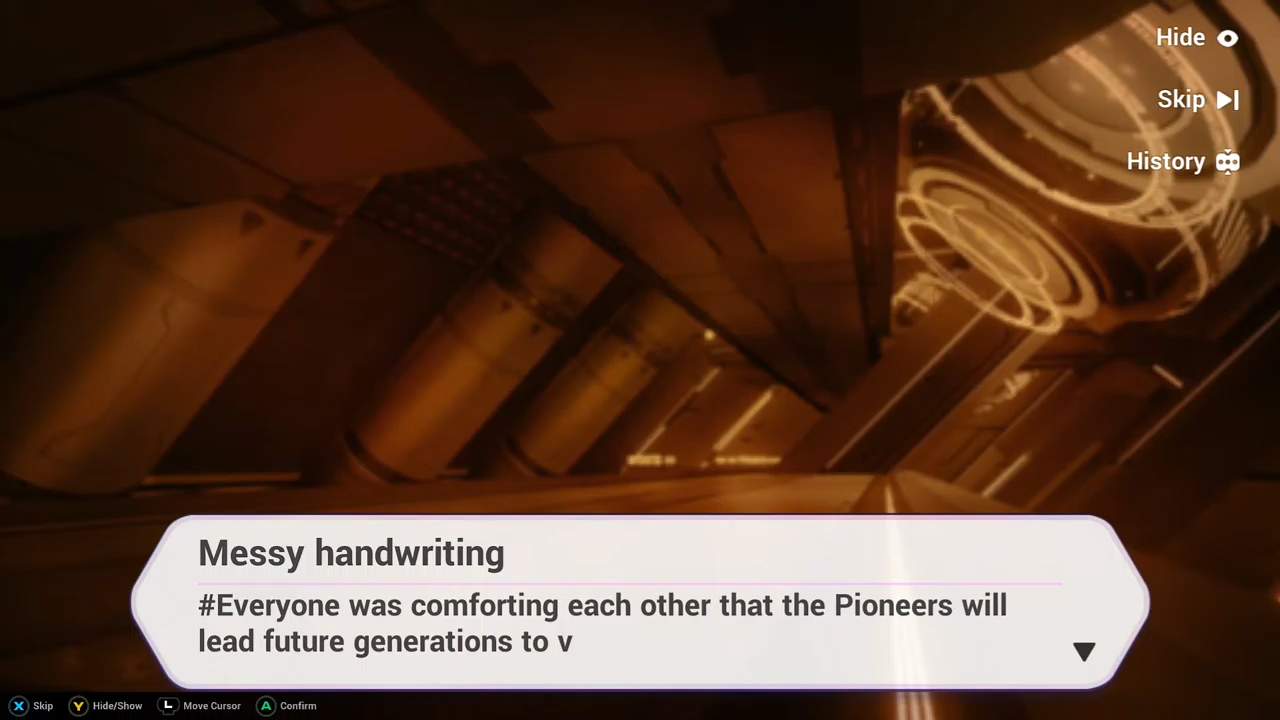 Hide
Skip
History
Messy handwriting
#Everyone was comforting each other that the Pioneers will
lead future generations to v
X Skip Y Hide/Show L Move Cursor A Confirm